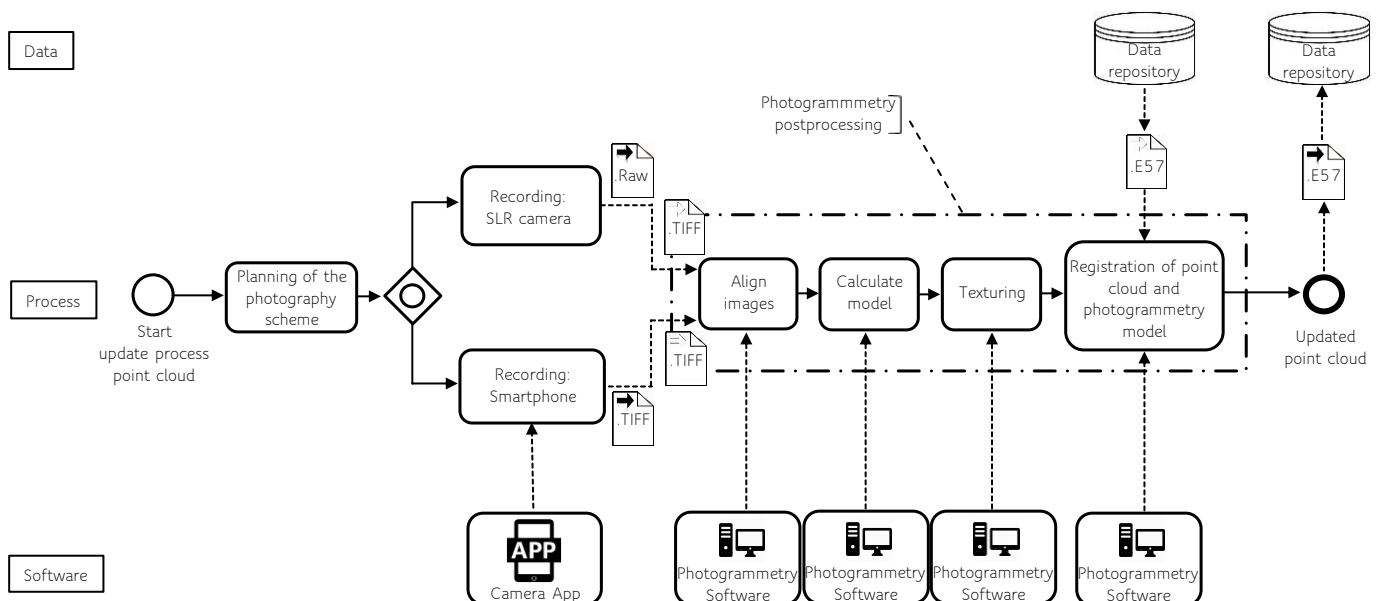 Data
Data
repository
Data
repository
Photogrammmetry
postprocessing
.Raw
.E57
.E57
Recording:
SLR camera
.TIFF
Process
Start
update process
point cloud
Planning of the
photography
scheme
Align
images
Calculate
model
Texturing
Registration of point
cloud and
photogrammetry
model
Updated
point cloud
.TIFF
Recording:
Smartphone
.TIFF
Software
APP
Camera App
Photogrammetry
Software
Photogrammetry
Software
Photogrammetry
Software
Photogrammetry
Software